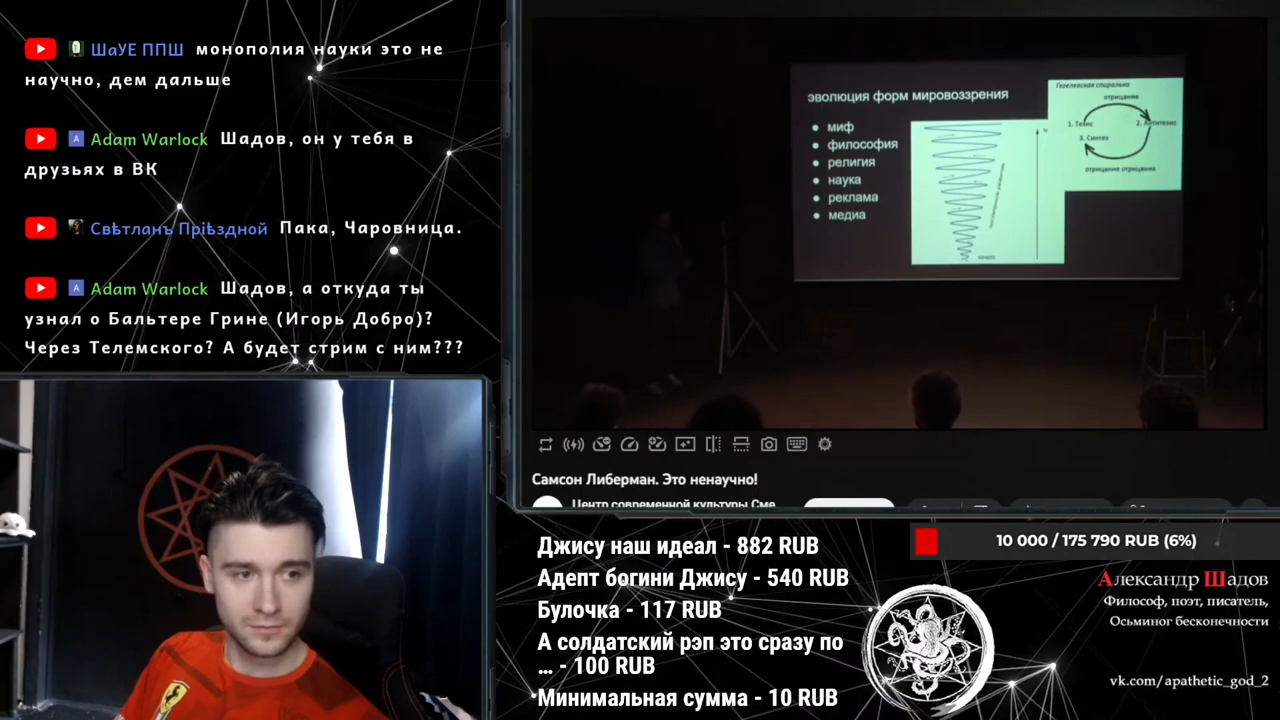 ШаУЕ ППШ монополия науки это не
научно, дем дальше
Adam Warlock Шадов, он у тебя в
друзьях в ВК
Свѣтланъ Прiѣздной Пака, Чаровница.
Adam Warlock Шадов, а откуда ты
узнал о Бальтере Грине (Игорь Добро)?
Через Телемского? А будет стрим с ним???
эволюция форм мировоззрения
миф
философия
религия
наука
реклама
медиа
начало
Гегелевская спираль
отрицание
1. Тезис
2. Антитезис
3. Синтез
отрицание отрицания
Самсон Либерман. Это ненаучно!
Центр современной культуры Сме
Джису наш идеал - 882 RUB
Адепт богини Джису - 540 RUB
Булочка - 117 RUB
А солдатский рэп это сразу по
... - 100 RUB
Минимальная сумма - 10 RUB
10 000 / 175 790 RUB (6%)
Александр Шадов
Философ, поэт, писатель,
Осьминог бесконечности
vk.com/apathetic_god_2